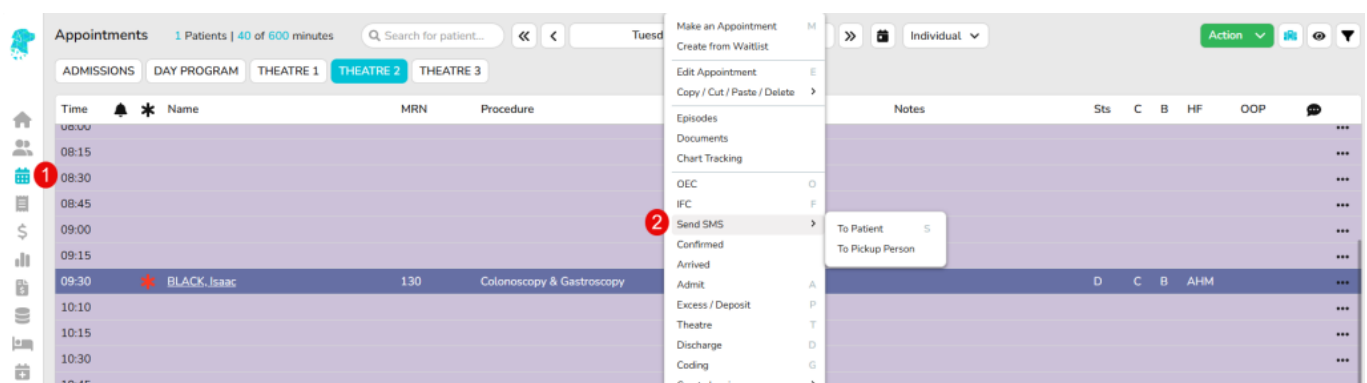 Appointments 1 Patients | 40 of 600 minutes Search for patient... Tuesd Individual Action
ADMISSIONS DAY PROGRAM THEATRE 1 THEATRE 2 THEATRE 3
Time Name MRN Procedure Notes Sts C B HF OOP
08:00
08:15
08:30
08:45
09:00
09:15
09:30 BLACK, Isaac 130 Colonoscopy & Gastroscopy D C B AHM
10:10
10:15
10:30
1
Make an Appointment M
Create from Waitlist
Edit Appointment E
Copy / Cut / Paste / Delete
Episodes
Documents
Chart Tracking
OEC O
IFC F
2 Send SMS
Confirmed
Arrived
Admit A
Excess / Deposit P
Theatre T
Discharge D
Coding G
To Patient S
To Pickup Person